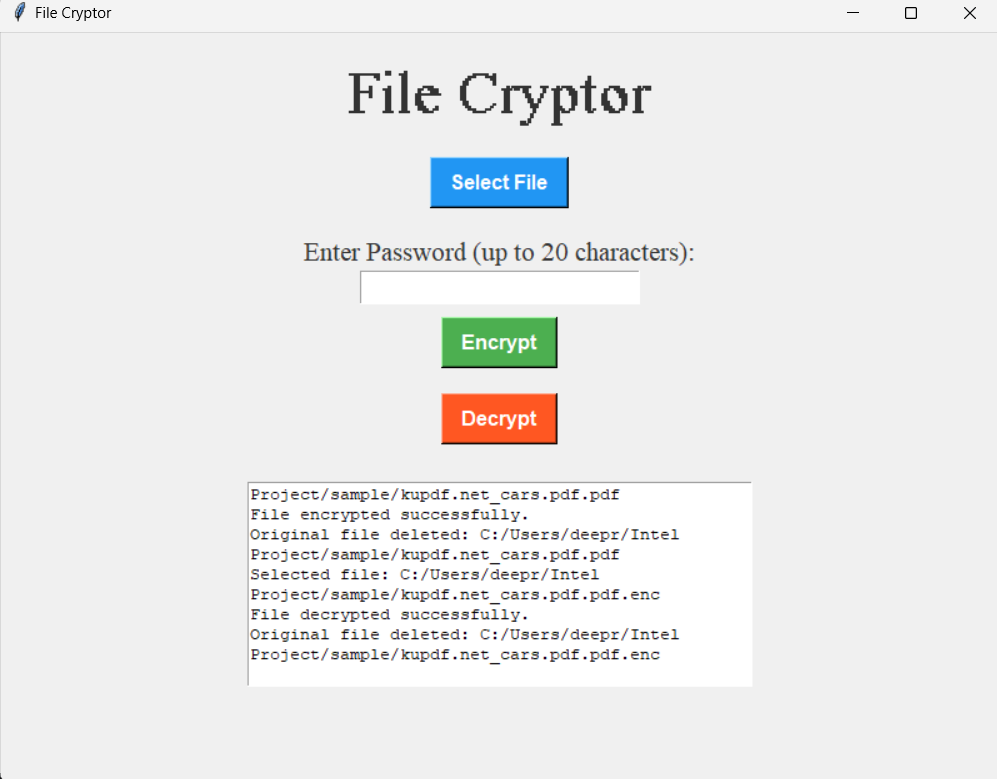 File Cryptor
File Cryptor
Select File
Enter Password (up to 20 characters):
Encrypt
Decrypt
Project/sample/kupdf.net_cars.pdf.pdf
File encrypted successfully.
Original file deleted: C:/Users/deepr/Intel
Project/sample/kupdf.net_cars.pdf.pdf
Selected file: C:/Users/deepr/Intel
Project/sample/kupdf.net_cars.pdf.pdf.enc
File decrypted successfully.
Original file deleted: C:/Users/deepr/Intel
Project/sample/kupdf.net_cars.pdf.pdf.enc